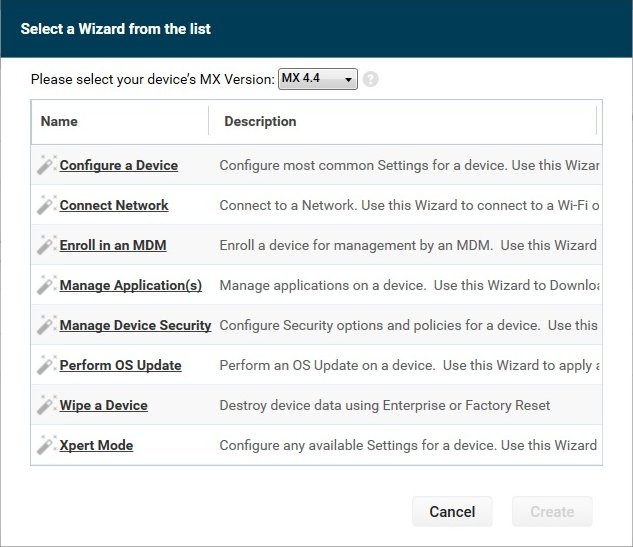 Select a Wizard from the list
Please select your device's MX Version: MX 4.4 ?
Name Description
Configure a Device Configure most common Settings for a device. Use this Wizar
Connect Network Connect to a Network. Use this Wizard to connect to a Wi-Fi o
Enroll in an MDM Enroll a device for management by an MDM. Use this Wizard
Manage Application(s) Manage applications on a device. Use this Wizard to Downloa
Manage Device Security Configure Security options and policies for a device. Use this
Perform OS Update Perform an OS Update on a device. Use this Wizard to apply a
Wipe a Device Destroy device data using Enterprise or Factory Reset
Xpert Mode Configure any available Settings for a device. Use this Wizard
Cancel Create